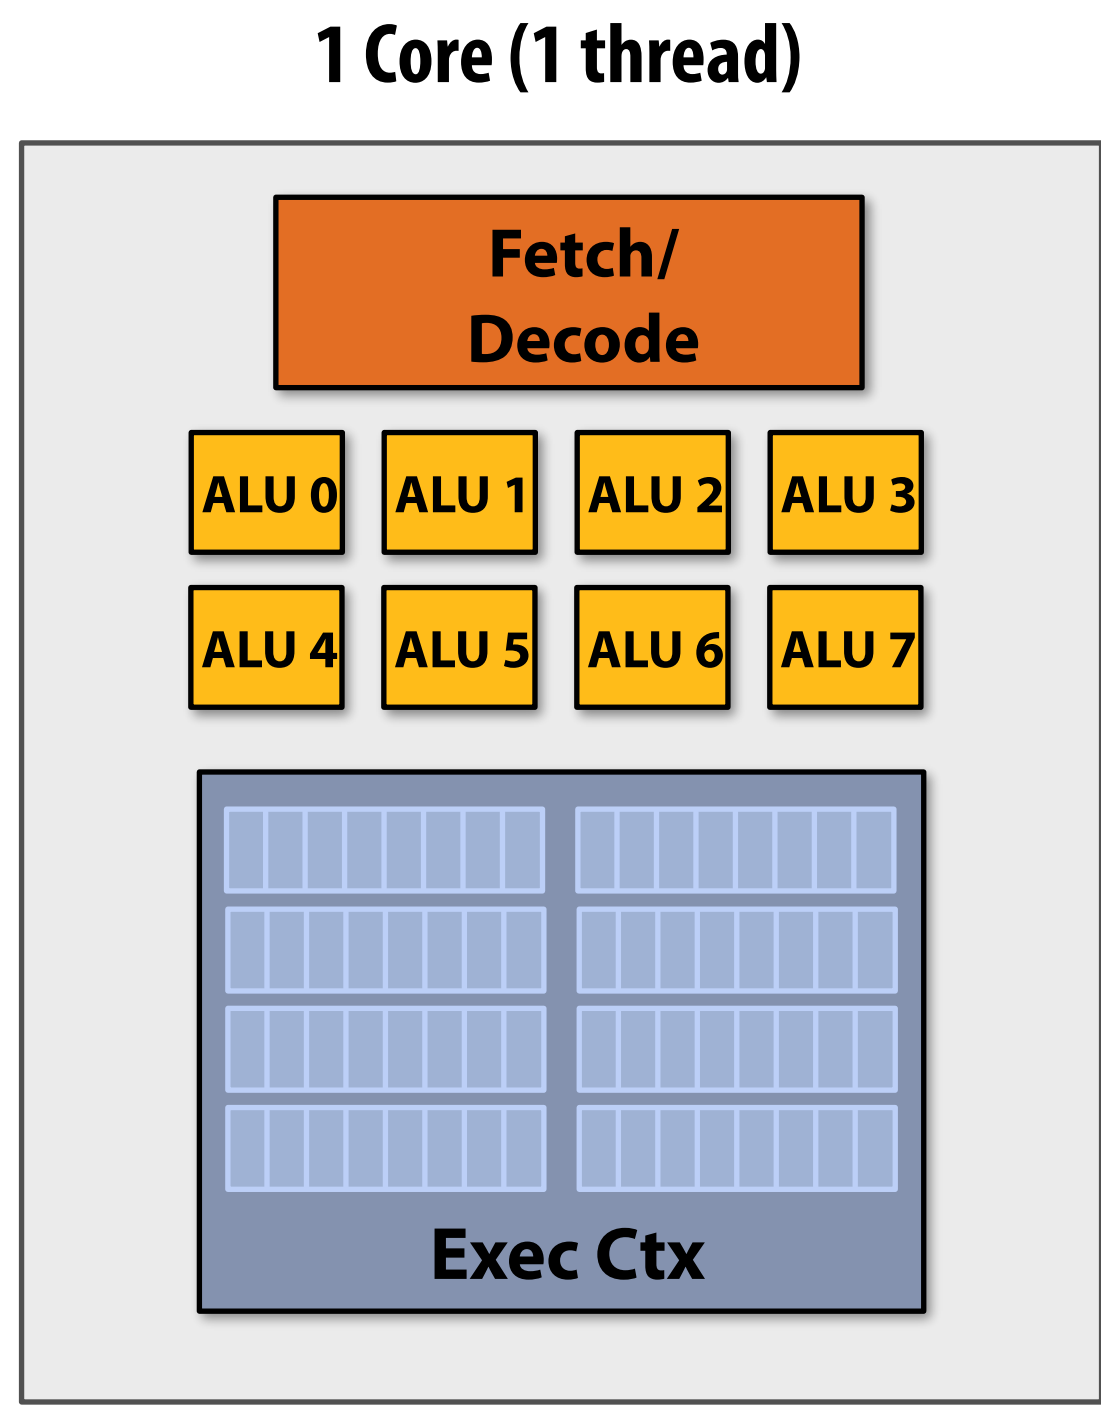 1 Core (1 thread)
Fetch/
Decode
ALU 0 ALU 1 ALU 2 ALU 3
ALU 4 ALU 5 ALU 6 ALU 7
Exec Ctx